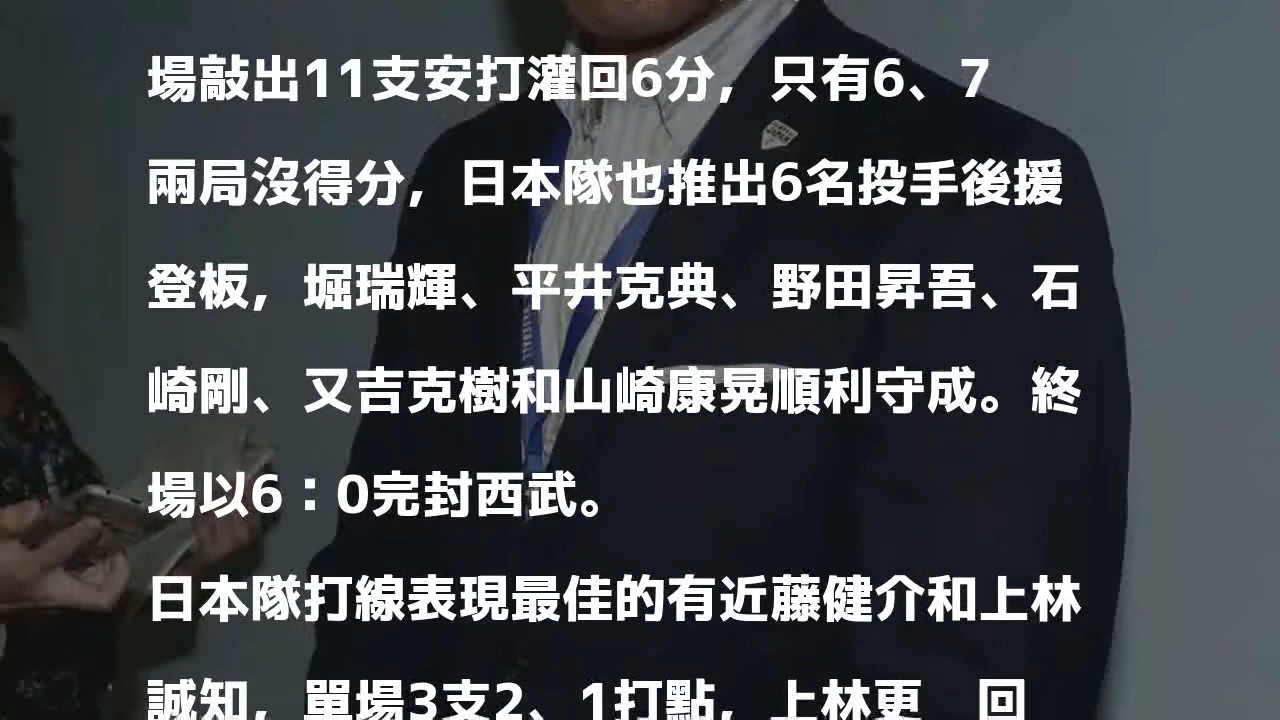 場敲出11支安打灌回6分，只有6、7
兩局沒得分，日本隊也推出6名投手後援
登板，堀瑞輝、平井克典、野田昇吾、石
崎剛、又吉克樹和山崎康晃順利守成。終
場以6：0完封西武。
日本隊打線表現最佳的有近藤健介和上林
誠知，單場3支2、1打點，上林更 回
BASEBALL